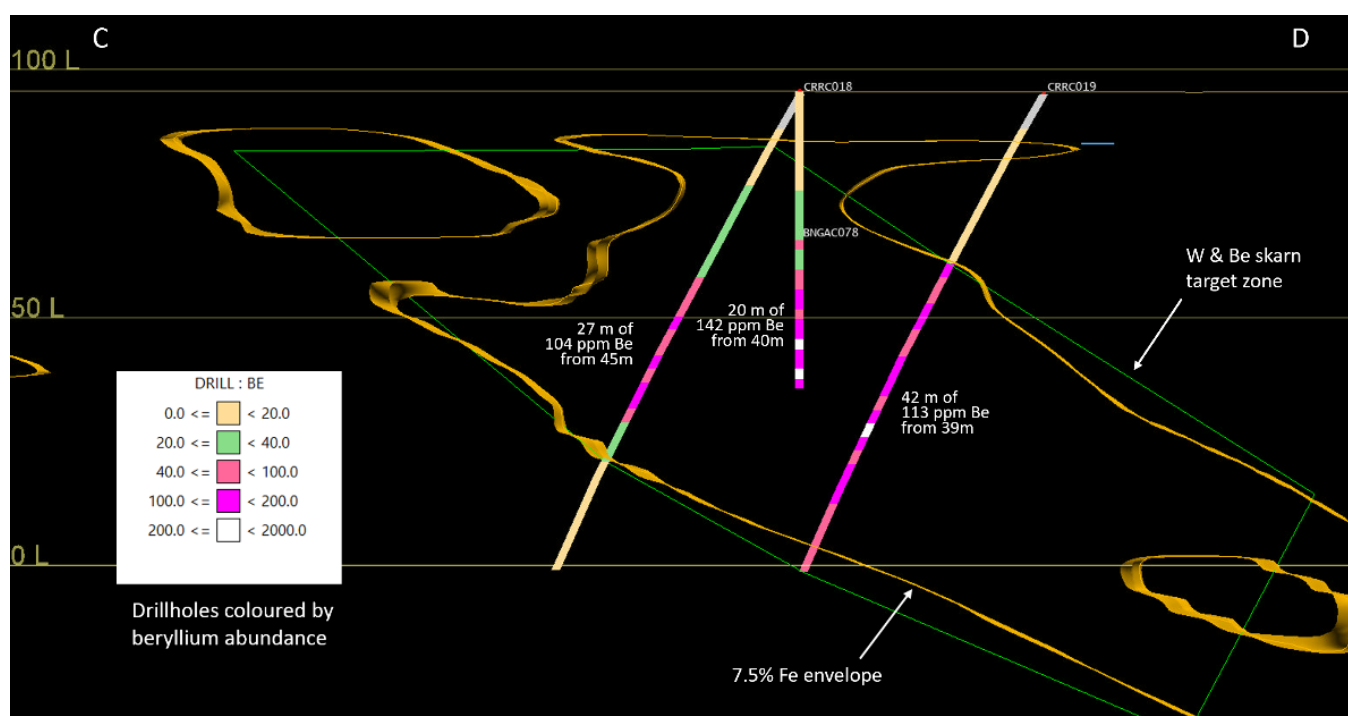 C
D
100 L
CRRC018
CRRC019
BNGAC078
W & Be skarn
target zone
50 L
27 m of
104 ppm Be
from 45m
20 m of
142 ppm Be
from 40m
42 m of
113 ppm Be
from 39m
DRILL : BE
0.0 <= < 20.0
20.0 <= < 40.0
40.0 <= < 100.0
100.0 <= < 200.0
200.0 <= < 2000.0
0 L
Drillholes coloured by
beryllium abundance
7.5% Fe envelope